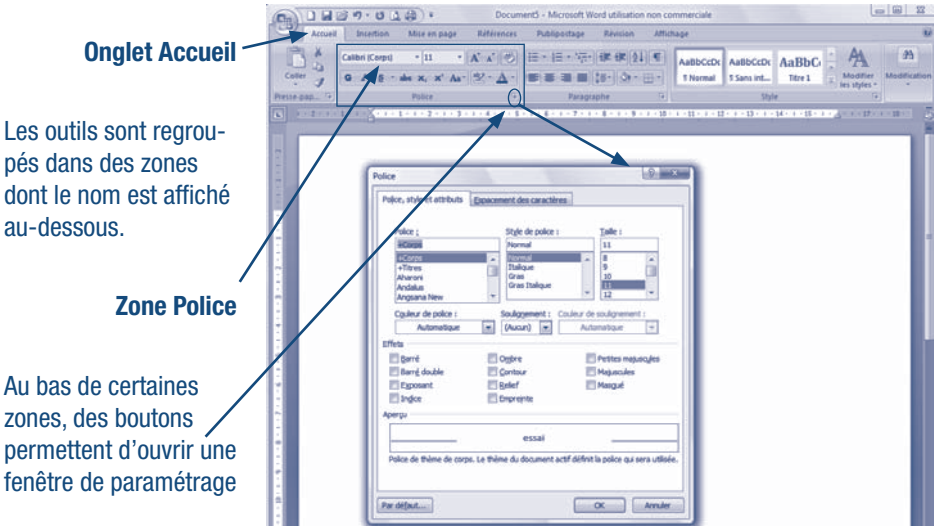 Document5 - Microsoft Word utilisation non commerciale
Accueil Insertion Mise en page Références Publipostage Révision Affichage
Onglet Accueil
Calibri (Corps) 11
Coller
AaBbCcDc AaBbCcDc AaBbC
¶ Normal ¶ Sans int... Titre 1
Modifier les styles
Modification
Presse-pap... Police Paragraphe Style
Les outils sont regrou-
pés dans des zones
dont le nom est affiché
au-dessous.
Zone Police
Au bas de certaines
zones, des boutons
permettent d'ouvrir une
fenêtre de paramétrage
Police
Police, style et attributs Espacement des caractères
Police : Style de police : Taille :
+Corps Normal 11
+Corps Normal 8
+Titres Italique 9
Aharoni Gras 10
Andalus Gras Italique 11
Angsana New 12
Couleur de police : Soulignement : Couleur de soulignement :
Automatique (Aucun) Automatique
Effets
Barré Ombre Petites majuscules
Barré double Contour Majuscules
Exposant Relief Masqué
Indice Empreinte
Aperçu
essai
Police de thème de corps. Le thème du document actif définit la police qui sera utilisée.
Par défaut... OK Annuler